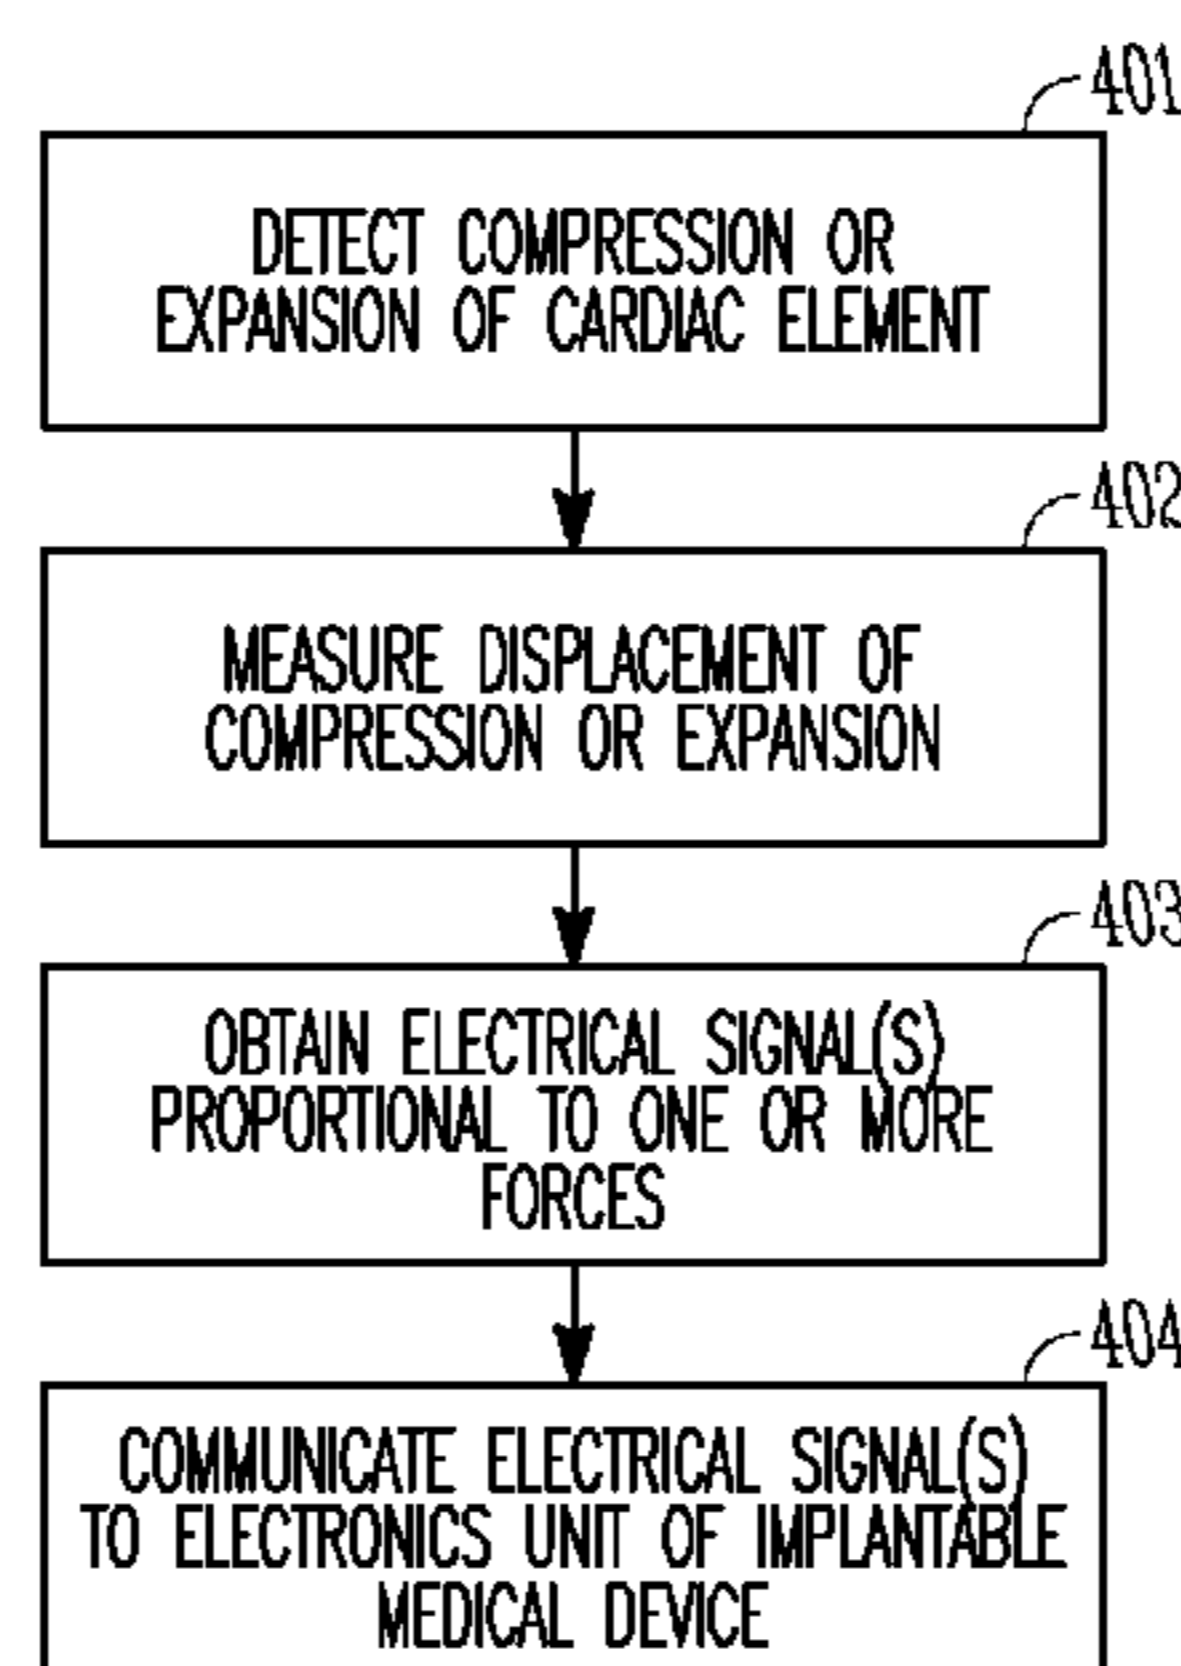 401
DETECT COMPRESSION OR
EXPANSION OF CARDIAC ELEMENT
402
MEASURE DISPLACEMENT OF
COMPRESSION OR EXPANSION
403
OBTAIN ELECTRICAL SIGNAL(S)
PROPORTIONAL TO ONE OR MORE
FORCES
404
COMMUNICATE ELECTRICAL SIGNAL(S)
TO ELECTRONICS UNIT OF IMPLANTABLE
MEDICAL DEVICE